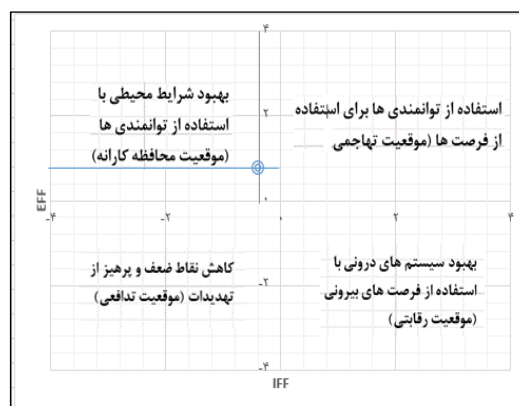 ۴
بهبود شرایط محیطی با
استفاده از توانمندی ها
(موقعیت محافظه کارانه)
استفاده از توانمندی ها برای استفاده
از فرصت ها (موقعیت تهاجمی
۲
EFF
-۴
-۲
۰
۰
۲
۴
کاهش نقاط ضعف و پرهیز از
تهدیدات (موقعیت تدافعی)
بهبود سیستم های درونی با
استفاده از فرصت های بیرونی
(موقعیت رقابتی)
-۲
-۴
IFF